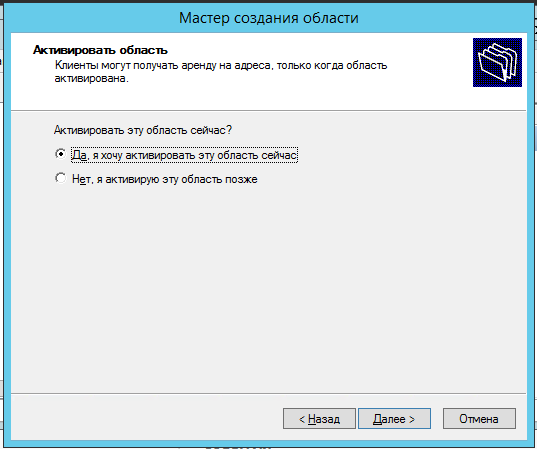 Мастер создания области
Активировать область
Клиенты могут получать аренду на адреса, только когда область
активирована.
Активировать эту область сейчас?
Да, я хочу активировать эту область сейчас
Нет, я активирую эту область позже
< Назад
Далее >
Отмена